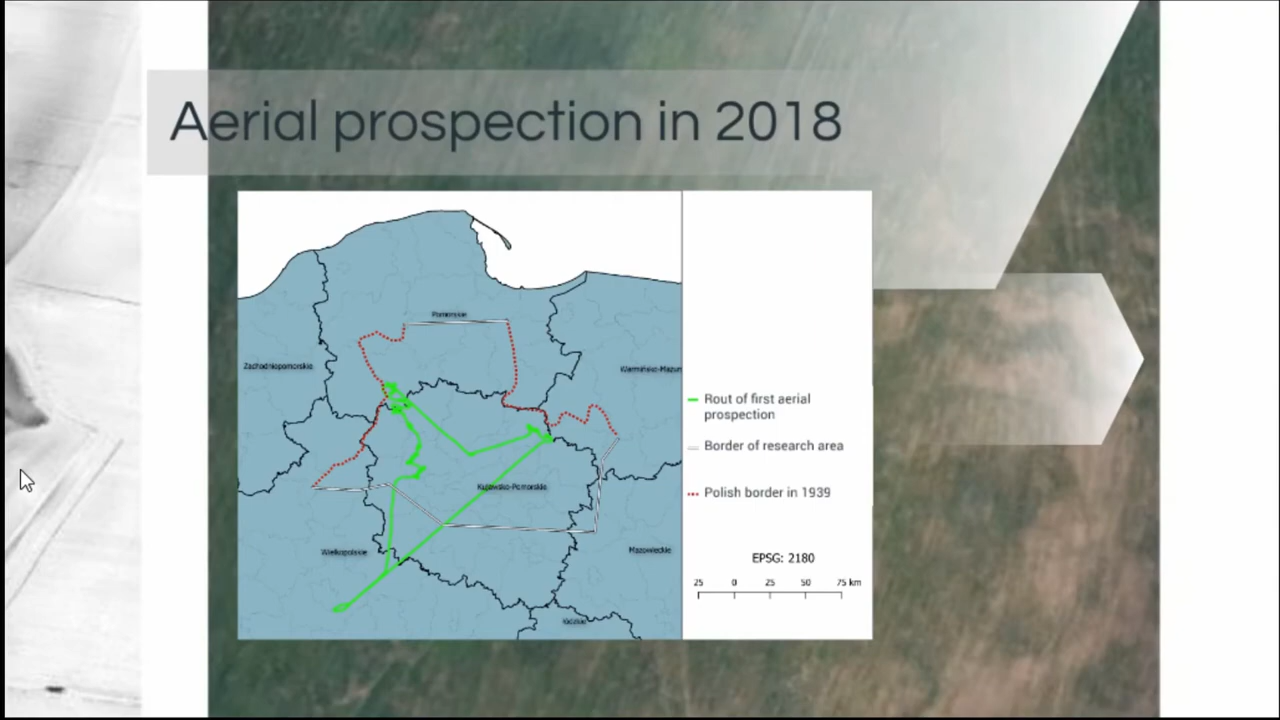 Aerial prospection in 2018
Pomorskie
Zachodniopomorskie
Warmińsko-Mazur
Kujawsko-Pomorskie
Wielkopolskie
Mazowieckie
Łódzkie
Rout of first aerial
prospection
Border of research area
Polish border in 1939
EPSG: 2180
25 0 25 50 75 km